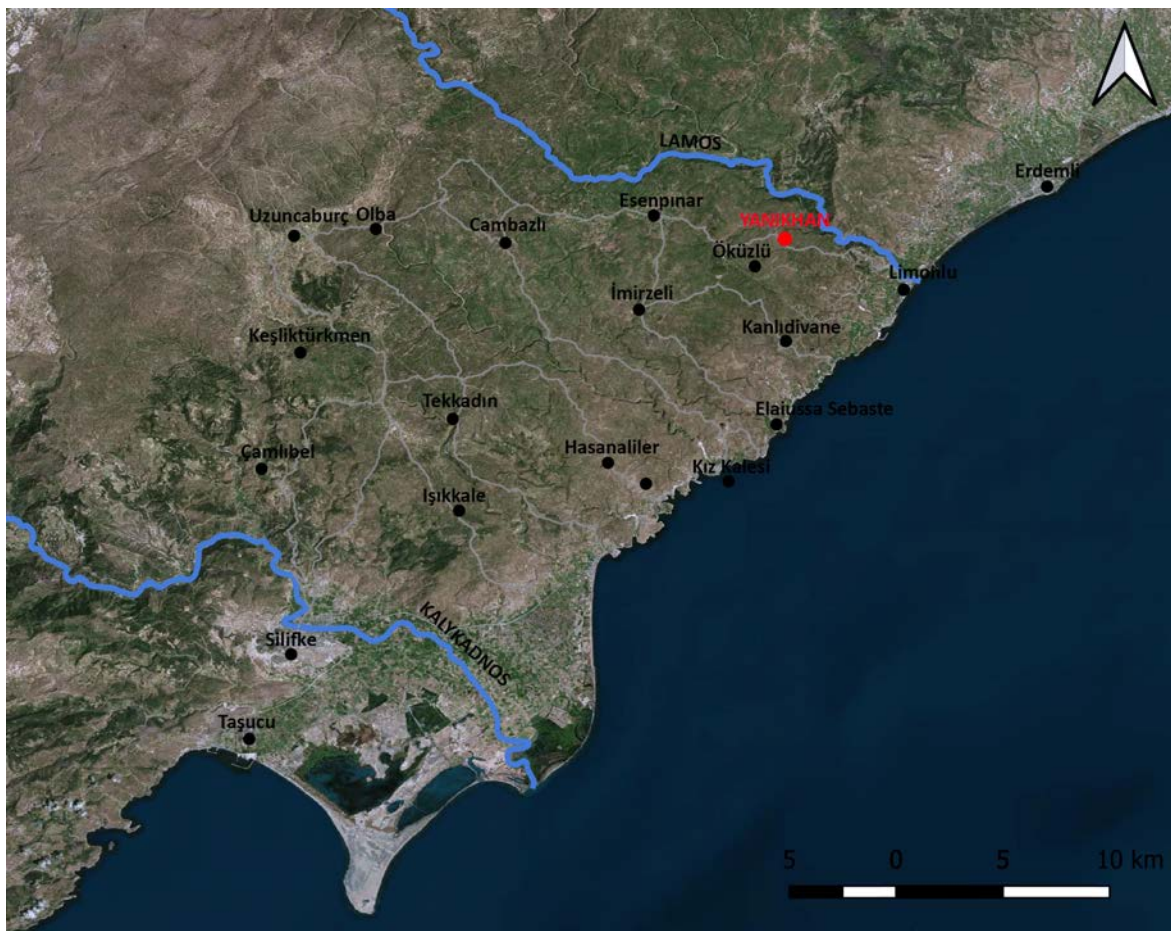 LAMOS
Erdemli
Esenpınar
Uzuncaburç
Olba
YANIKHAN
Cambazlı
Öküzlü
Limonlu
İmirzeli
Kanlıdivane
Keşliktürkmen
Tekkadın
Elaiussa Sebaste
Çamlıbel
Hasanaliler
Kız Kalesi
Işıkkale
KALYKADNOS
Silifke
Taşucu
5 0 5 10 km